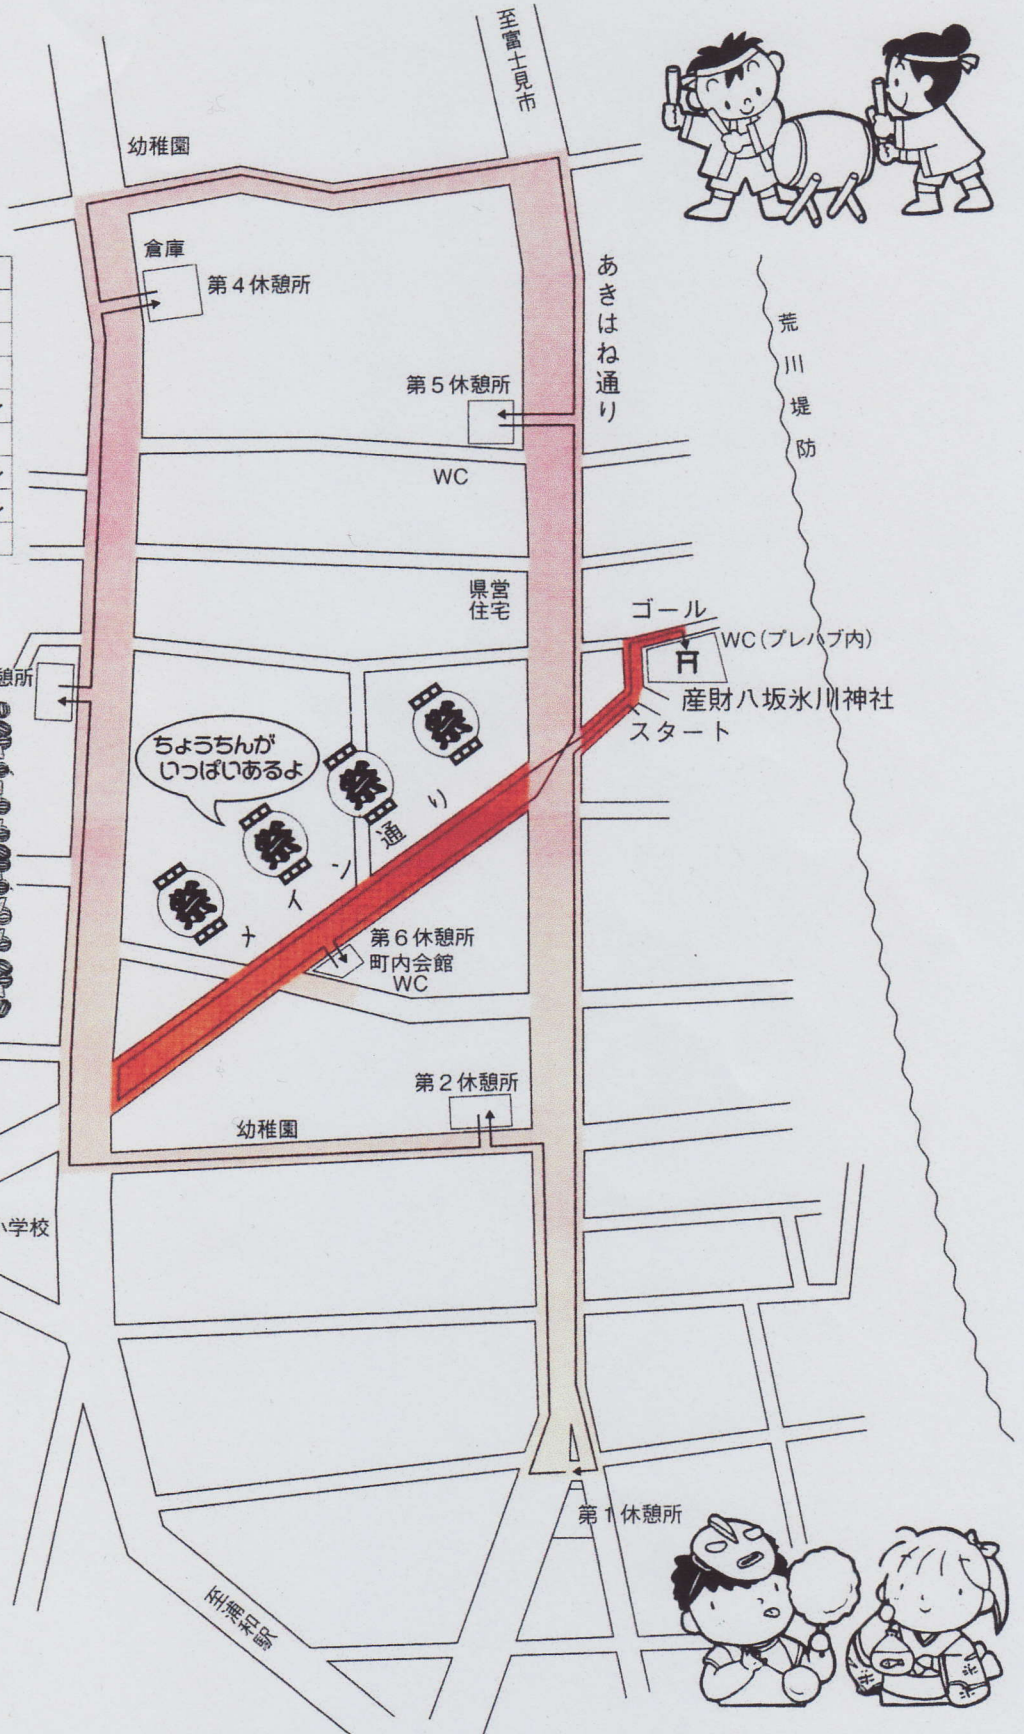 至富士見市
幼稚園
倉庫
第4休憩所
あきはね通り
荒川堤防
第5休憩所
WC
県営
住宅
ゴール
WC(プレハブ内)
憩所
産財八坂氷川神社
スタート
ちょうちんが
いっぱいあるよ
祭
祭
祭
祭
ナイン通り
第6休憩所
町内会館
WC
第2休憩所
幼稚園
小学校
第1休憩所
至浦和駅